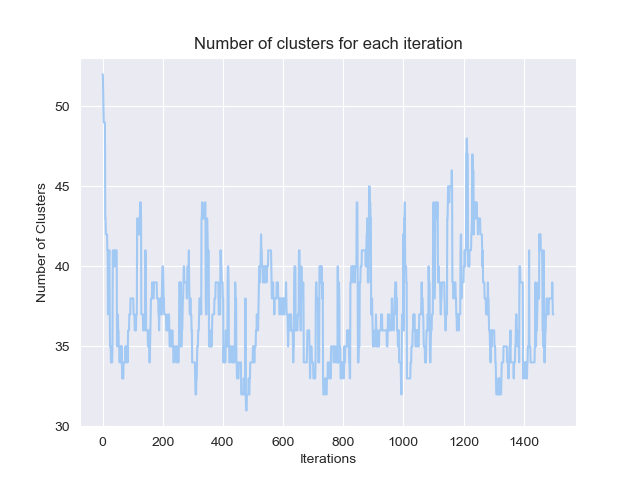 Number of clusters for each iteration
Number of Clusters
50
45
40
35
30
0 200 400 600 800 1000 1200 1400
Iterations